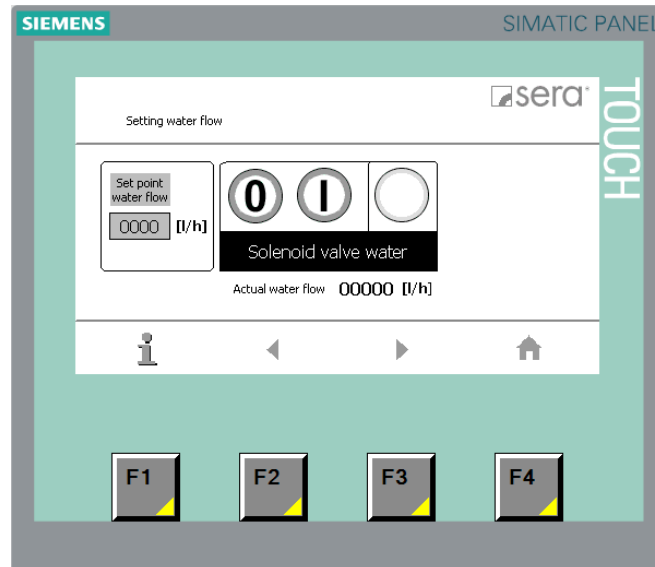 SIEMENS
SIMATIC PANEL
sera
TOUCH
Setting water flow
Set point
water flow
0000 [l/h]
0 I
Solenoid valve water
Actual water flow 00000 [l/h]
i
F1 F2 F3 F4